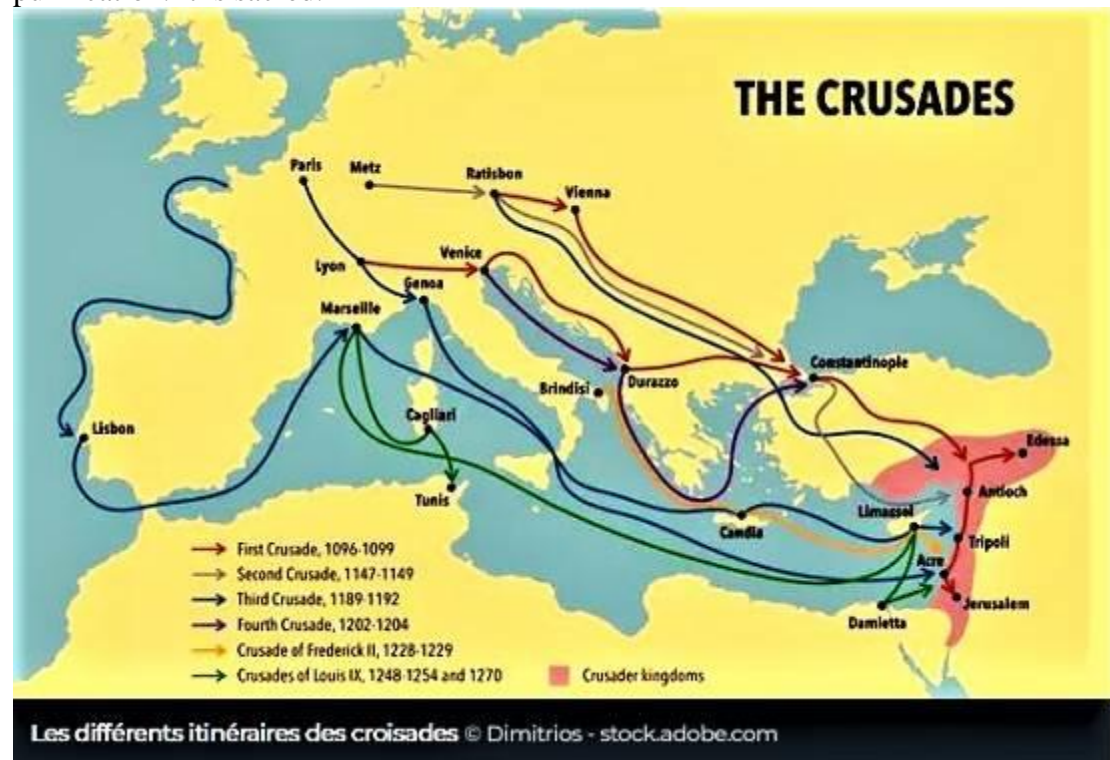 THE CRUSADES
Paris
Metz
Ratisbon
Vienna
Lyon
Venice
Genoa
Marseille
Constantinople
Durazzo
Brindisi
Lisbon
Cagliari
Edessa
Tunis
Antioch
Limassol
Candia
Tripoli
Acre
Jerusalem
Damietta
First Crusade, 1096-1099
Second Crusade, 1147-1149
Third Crusade, 1189-1192
Fourth Crusade, 1202-1204
Crusade of Frederick II, 1228-1229
Crusades of Louis IX, 1248-1254 and 1270
Crusader kingdoms
Les différents itinéraires des croisades © Dimitrios - stock.adobe.com